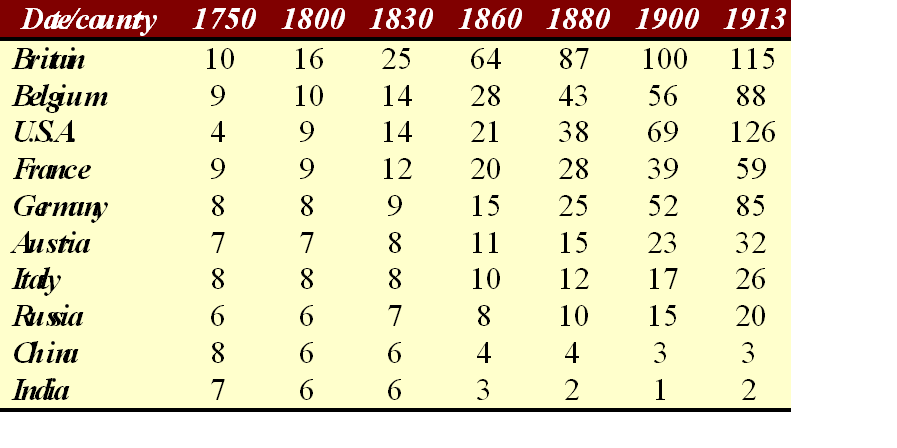 Date/county 1750 1800 1830 1860 1880 1900 1913
Britain 10 16 25 64 87 100 115
Belgium 9 10 14 28 43 56 88
U.S.A. 4 9 14 21 38 69 126
France 9 9 12 20 28 39 59
Germany 8 8 9 15 25 52 85
Austria 7 7 8 11 15 23 32
Italy 8 8 8 10 12 17 26
Russia 6 6 7 8 10 15 20
China 8 6 6 4 4 3 3
India 7 6 6 3 2 1 2